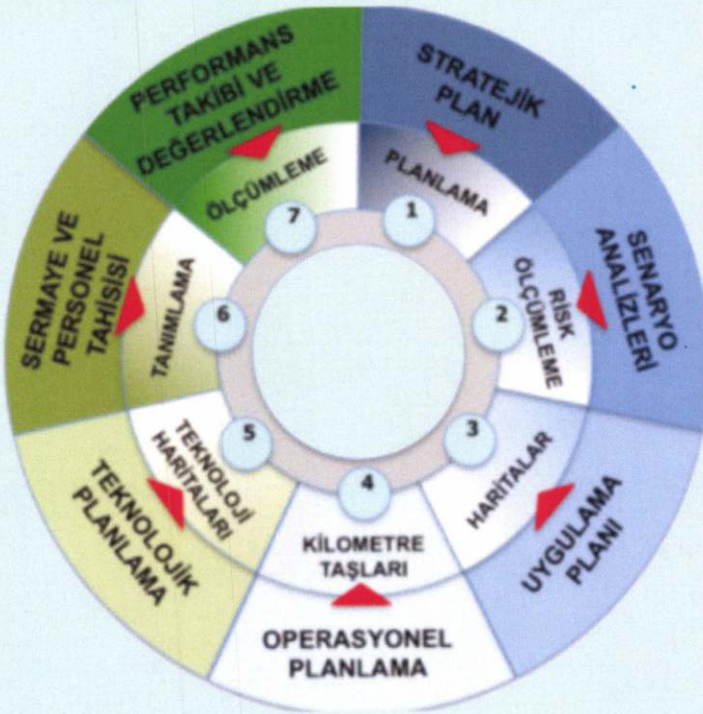 STRATEJİK
PLAN
PLANLAMA
1
SENARYO
ANALİZLERİ
RİSK
ÖLÇÜMLEME
2
UYGULAMA
PLANI
HARİTALAR
3
OPERASYONEL
PLANLAMA
KİLOMETRE
TAŞLARI
4
TEKNOLOJİK
PLANLAMA
TEKNOLOJİ
HARİTALARI
5
SERMAYE VE
PERSONEL
TAHİSİSİ
TANIMLAMA
6
PERFORMANS
TAKİBİ VE
DEĞERLENDİRME
ÖLÇÜMLEME
7